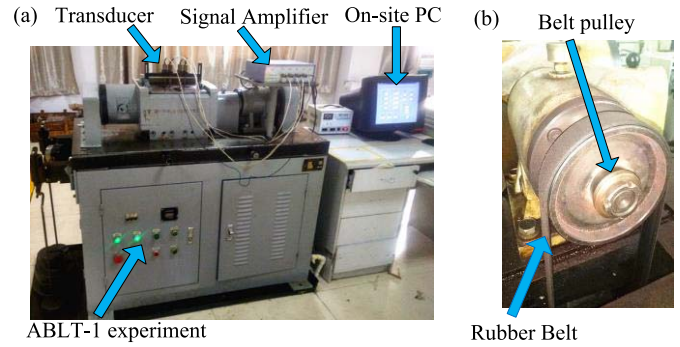 (a)
Transducer
Signal Amplifier
On-site PC
ABLT-1 experiment
(b)
Belt pulley
Rubber Belt